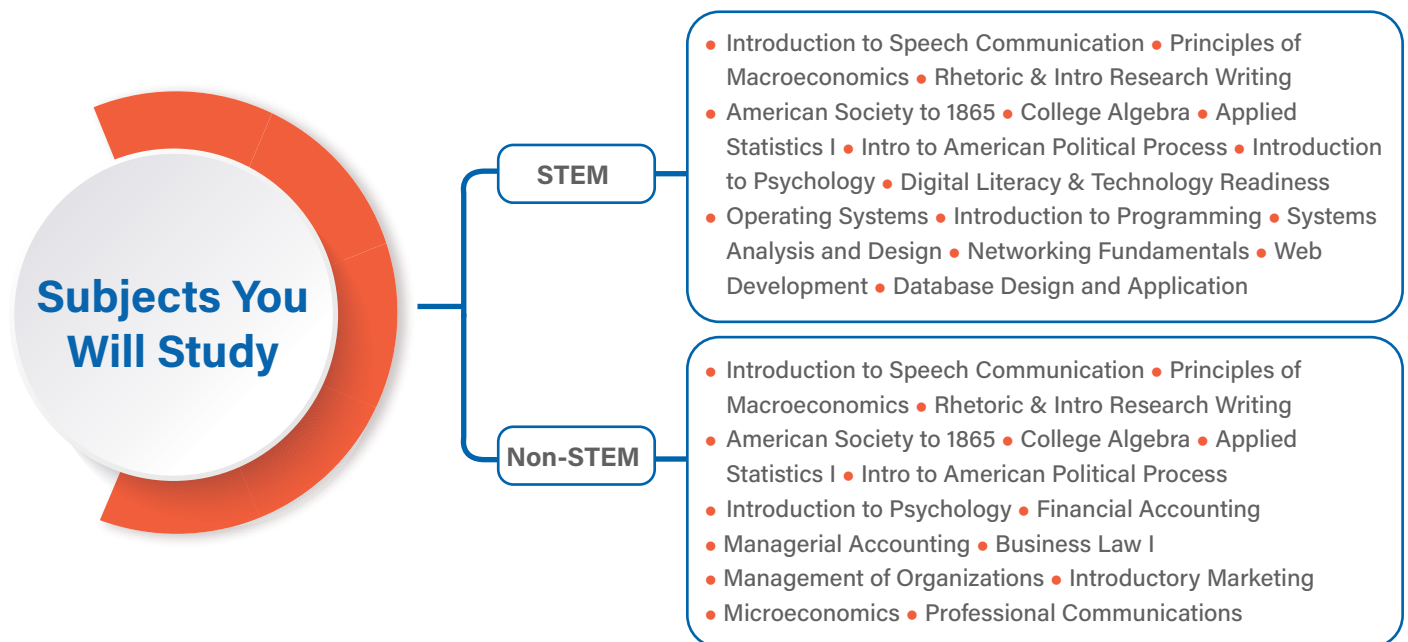 Subjects You
Will Study
STEM
• Introduction to Speech Communication • Principles of
Macroeconomics • Rhetoric & Intro Research Writing
• American Society to 1865 • College Algebra • Applied
Statistics I • Intro to American Political Process • Introduction
to Psychology • Digital Literacy & Technology Readiness
• Operating Systems • Introduction to Programming • Systems
Analysis and Design • Networking Fundamentals • Web
Development • Database Design and Application
Non-STEM
• Introduction to Speech Communication • Principles of
Macroeconomics • Rhetoric & Intro Research Writing
• American Society to 1865 • College Algebra • Applied
Statistics I • Intro to American Political Process
• Introduction to Psychology • Financial Accounting
• Managerial Accounting • Business Law I
• Management of Organizations • Introductory Marketing
• Microeconomics • Professional Communications